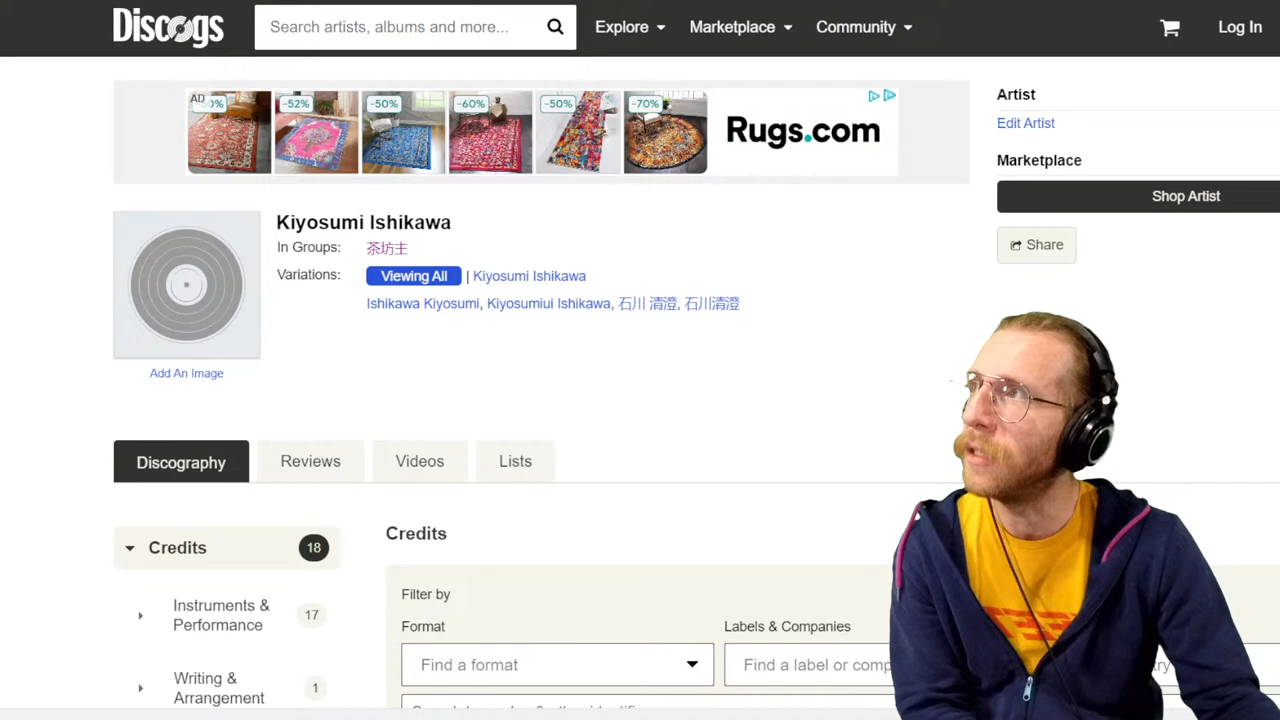 Discogs
Search artists, albums and more...
Explore
Marketplace
Community
Log In
AD
-52%
-50%
-60%
-50%
-70%
Rugs.com
Artist
Edit Artist
Marketplace
Shop Artist
Share
Kiyosumi Ishikawa
In Groups: 茶坊主
Variations: Viewing All | Kiyosumi Ishikawa
Ishikawa Kiyosumi, Kiyosumiui Ishikawa, 石川 清澄, 石川清澄
Add An Image
Discography
Reviews
Videos
Lists
Credits 18
Instruments &
Performance
17
Writing &
Arrangement
1
Credits
Filter by
Format
Labels & Companies
Find a format
Find a label or comp